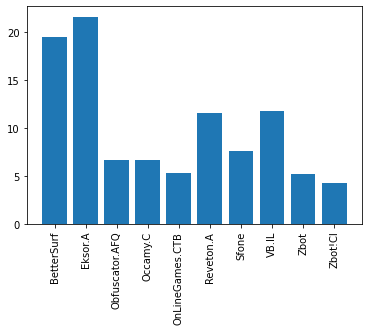 20
15
10
5
0
BetterSurf
Eksor.A
Obfuscator.AFQ
Occamy.C
OnLineGames.CTB
Reveton.A
Sfone
VB.IL
Zbot
Zbot!CI